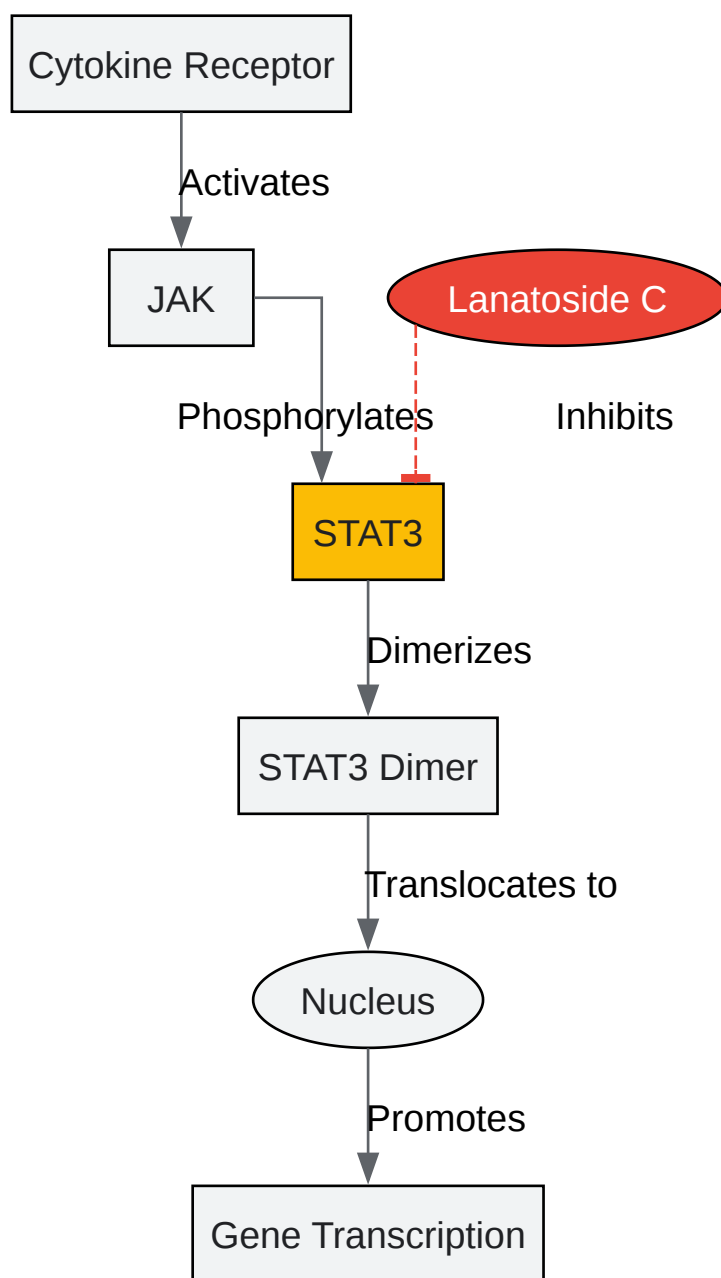 Cytokine Receptor
Activates
JAK
Lanatoside C
Phosphorylates
Inhibits
STAT3
Dimerizes
STAT3 Dimer
Translocates to
Nucleus
Promotes
Gene Transcription